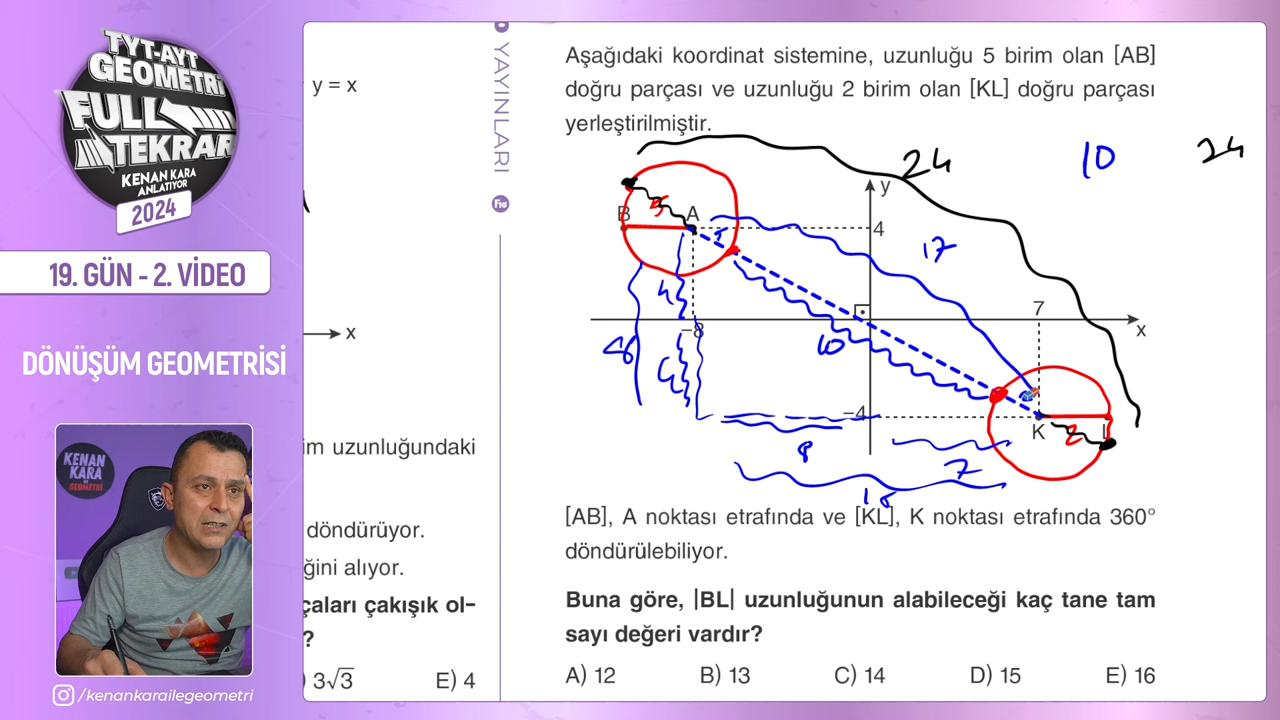 TYT-AYT
GEOMETRİ
FULL
TEKRAR
KENAN KARA
ANLATIYOR
2024
19. GÜN - 2. VİDEO
DÖNÜŞÜM GEOMETRİSİ
KENAN
KARA
GEOMETRİ
/kenankarailegeometri
y = x
x
im uzunluğundaki
döndürüyor.
ğini alıyor.
çaları çakışık ol-
?
3√3
E) 4
YAYINLARI
Aşağıdaki koordinat sistemine, uzunluğu 5 birim olan [AB]
doğru parçası ve uzunluğu 2 birim olan [KL] doğru parçası
yerleştirilmiştir.
24
10
24
y
B
A
5
4
17
7
x
-8
4
10
-4
K
L
2
8
7
[AB], A noktası etrafında ve [KL], K noktası etrafında 360°
döndürülebiliyor.
Buna göre, |BL| uzunluğunun alabileceği kaç tane tam
sayı değeri vardır?
A) 12
B) 13
C) 14
D) 15
E) 16